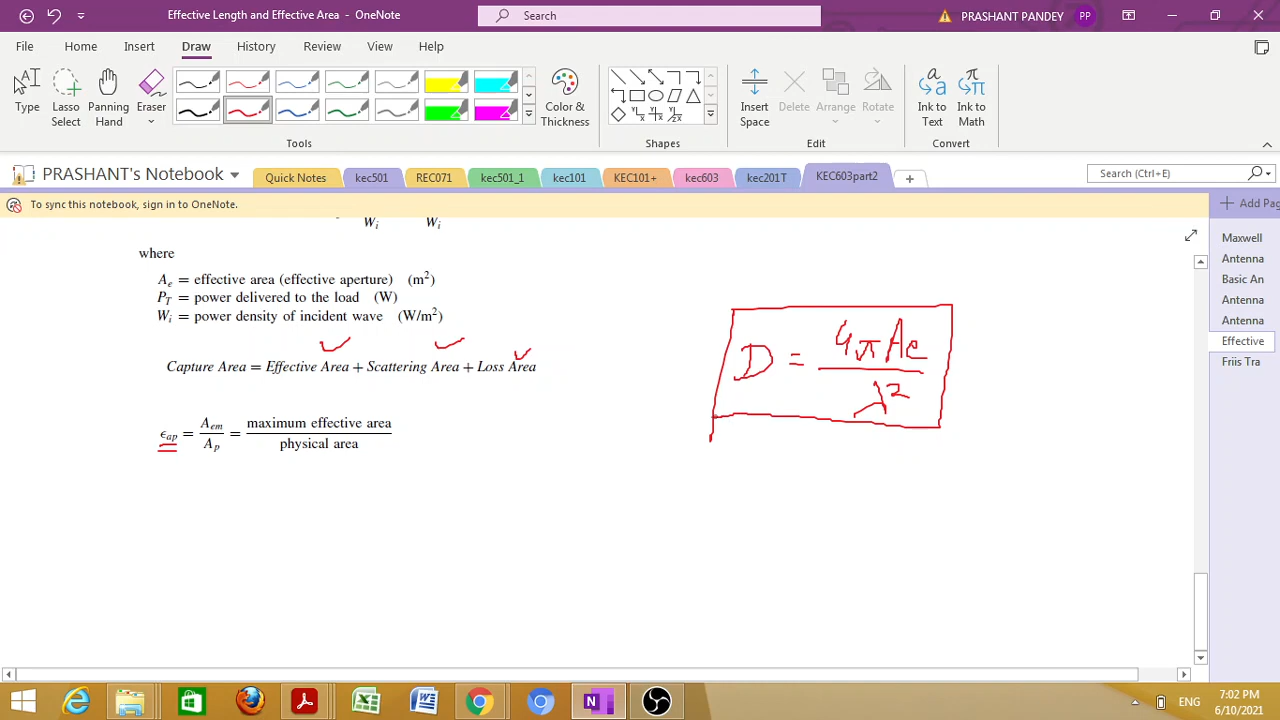 Effective Length and Effective Area - OneNote
Search
PRASHANT PANDEY
PP
File Home Insert Draw History Review View Help
Type
Lasso Select
Panning Hand
Eraser
Color & Thickness
Insert Space
Delete
Arrange
Rotate
Ink to Text
Ink to Math
Tools Shapes Edit Convert
PRASHANT's Notebook
Quick Notes kec501 REC071 kec501_1 kec101 KEC101+ kec603 kec201T KEC603part2
Search (Ctrl+E)
To sync this notebook, sign in to OneNote.
Add Pag
Maxwell
Antenna
Basic An
Antenna
Antenna
Effective
Friis Tra
W_i W_i
where
A_e = effective area (effective aperture) (m²)
P_T = power delivered to the load (W)
W_i = power density of incident wave (W/m²)
Capture Area = Effective Area + Scattering Area + Loss Area
ϵ_ap = A_em / A_p = maximum effective area / physical area
D = 4πAe / λ²
ENG
7:02 PM
6/10/2021